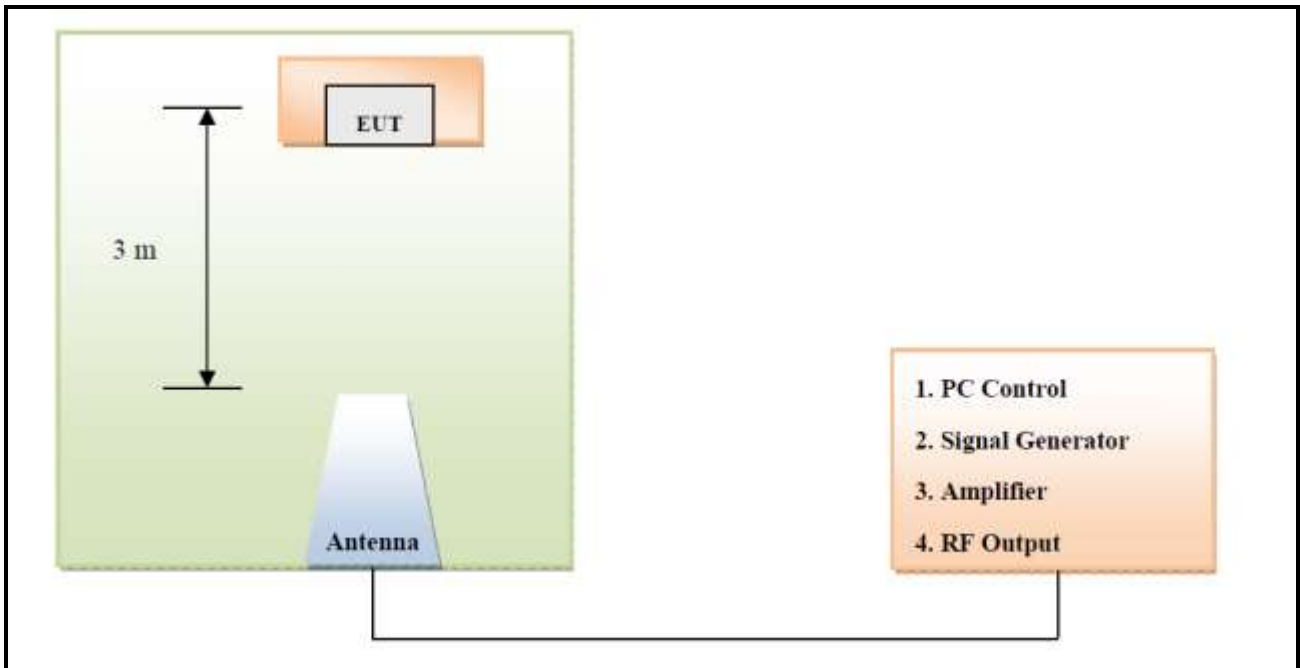 EUT
3 m
Antenna
1. PC Control
2. Signal Generator
3. Amplifier
4. RF Output